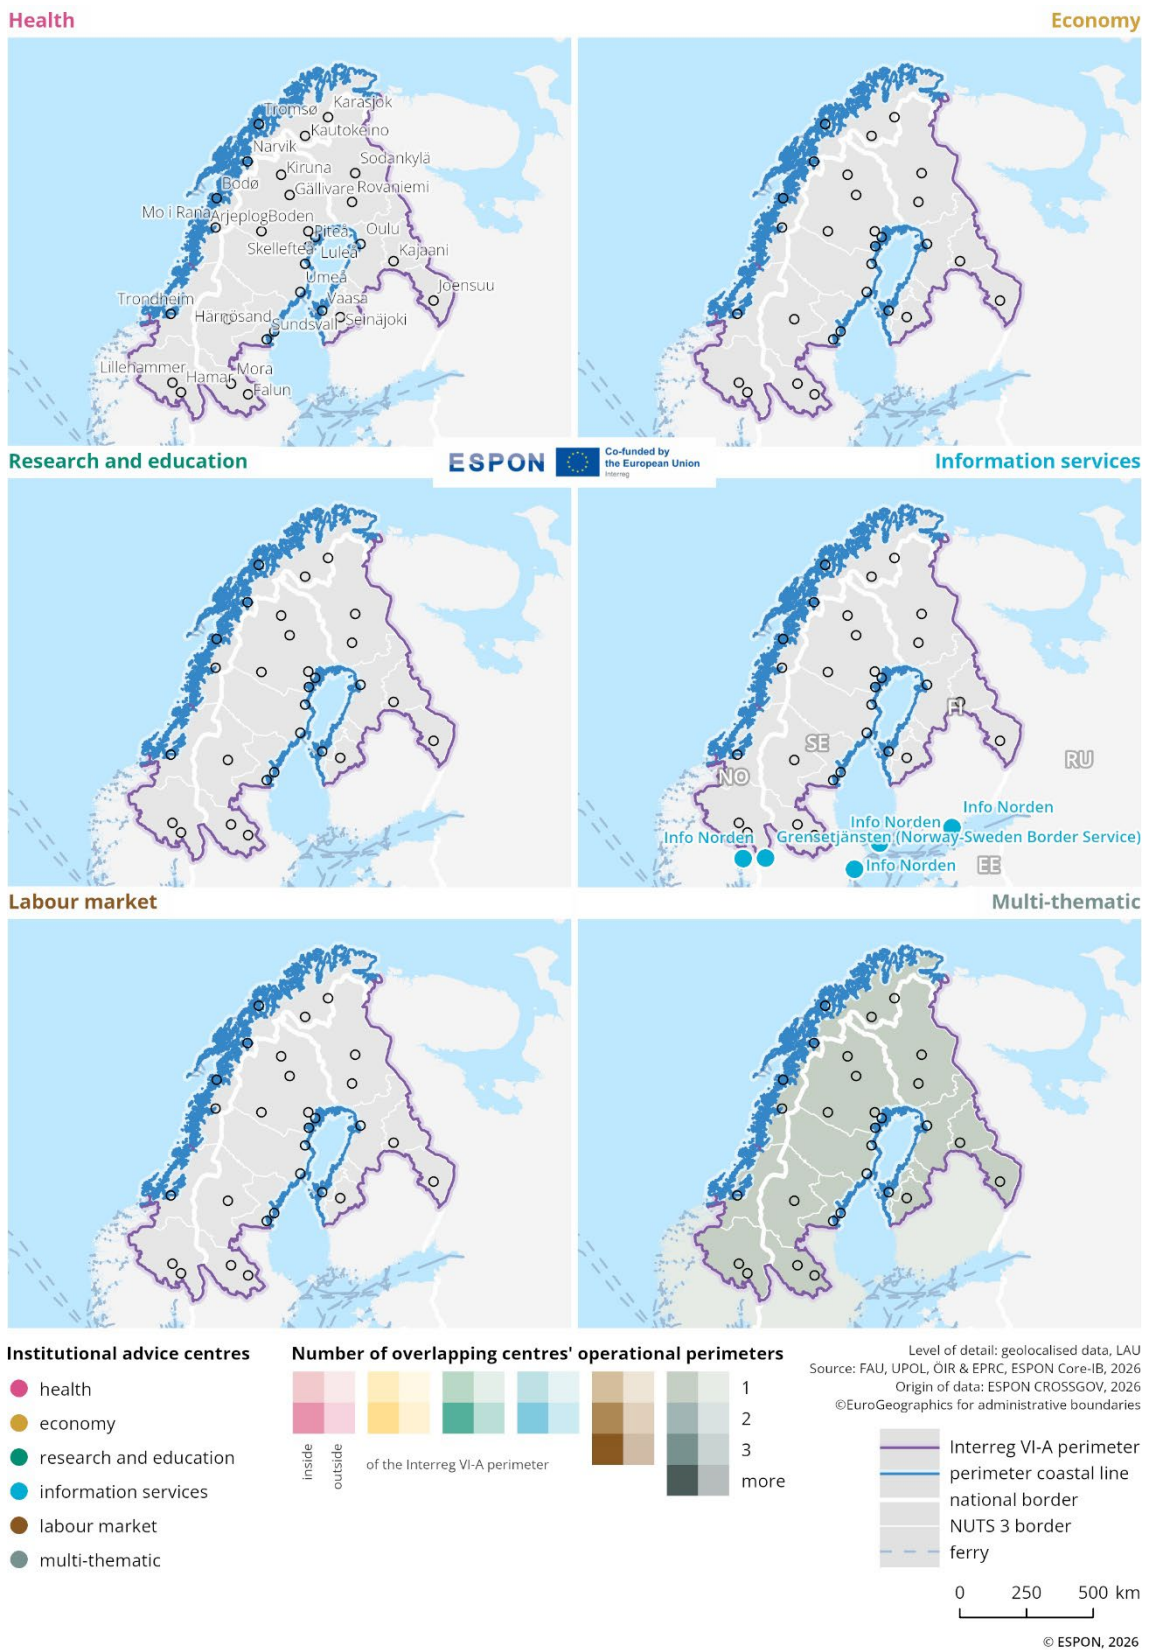 Health
Economy
Tromsø
Karasjok
Kautokeino
Narvik
Kiruna
Sodankylä
Bodø
Gällivare
Rovaniemi
Mo i Rana
Arjeplog
Boden
Piteå
Oulu
Skellefteå
Luleå
Kajaani
Umeå
Joensuu
Trondheim
Vaasa
Härnösand
Sundsvall
Seinäjoki
Lillehammer
Hamar
Mora
Falun
Research and education
ESPON
Co-funded by
the European Union
Interreg
Information services
FI
SE
NO
RU
Info Norden
Info Norden
Info Norden
Grensetjänsten (Norway-Sweden Border Service)
Info Norden
EE
Labour market
Multi-thematic
Institutional advice centres
health
economy
research and education
information services
labour market
multi-thematic
Number of overlapping centres' operational perimeters
1
2
3
more
inside
outside
of the Interreg VI-A perimeter
Level of detail: geolocalised data, LAU
Source: FAU, UPOL, ÖIR & EPRC, ESPON Core-IB, 2026
Origin of data: ESPON CROSSGOV, 2026
©EuroGeographics for administrative boundaries
Interreg VI-A perimeter
perimeter coastal line
national border
NUTS 3 border
ferry
0 250 500 km
© ESPON, 2026